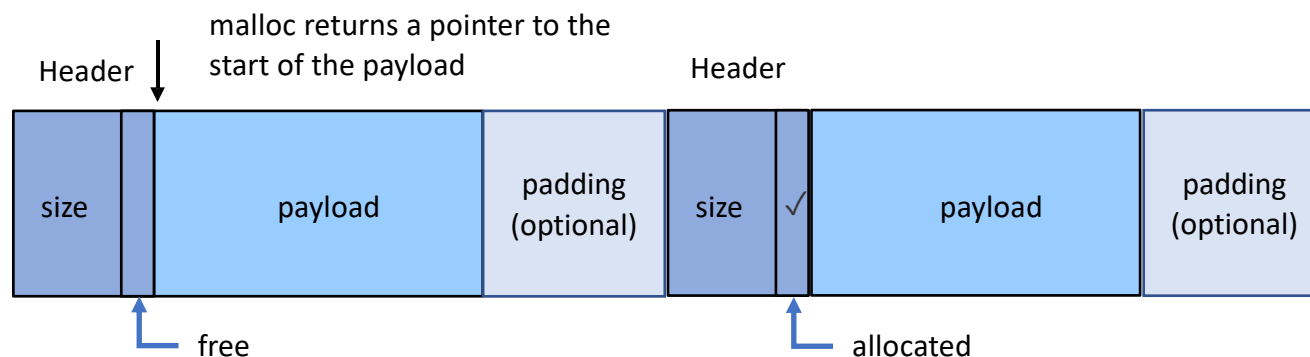 malloc returns a pointer to the
start of the payload
Header
Header
size
payload
padding
(optional)
size
✓
payload
padding
(optional)
free
allocated